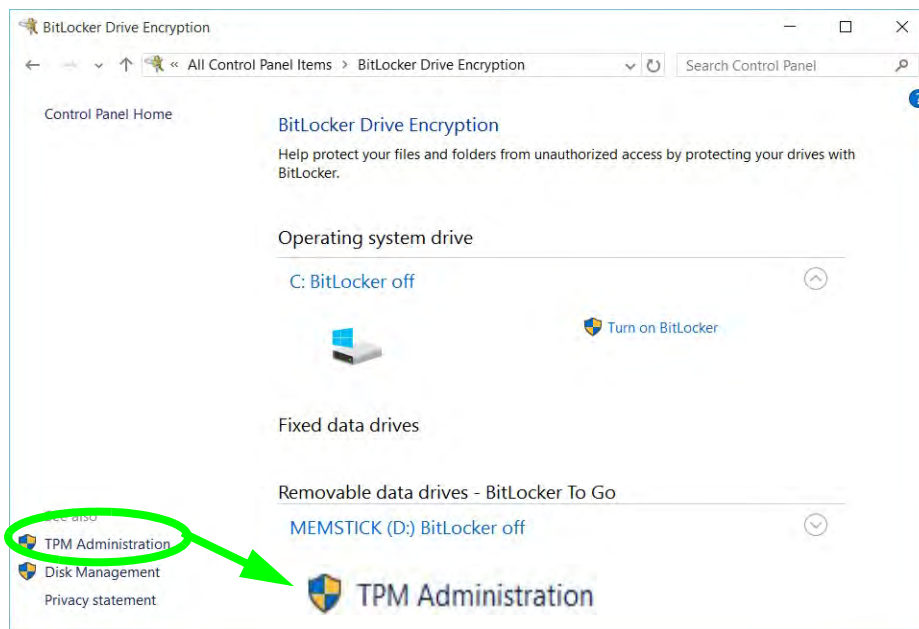 BitLocker Drive Encryption
« All Control Panel Items > BitLocker Drive Encryption
Search Control Panel
Control Panel Home
?
BitLocker Drive Encryption
Help protect your files and folders from unauthorized access by protecting your drives with
BitLocker.
Operating system drive
C: BitLocker off
Turn on BitLocker
Fixed data drives
Removable data drives - BitLocker To Go
MEMSTICK (D:) BitLocker off
See also
TPM Administration
Disk Management
Privacy statement
TPM Administration